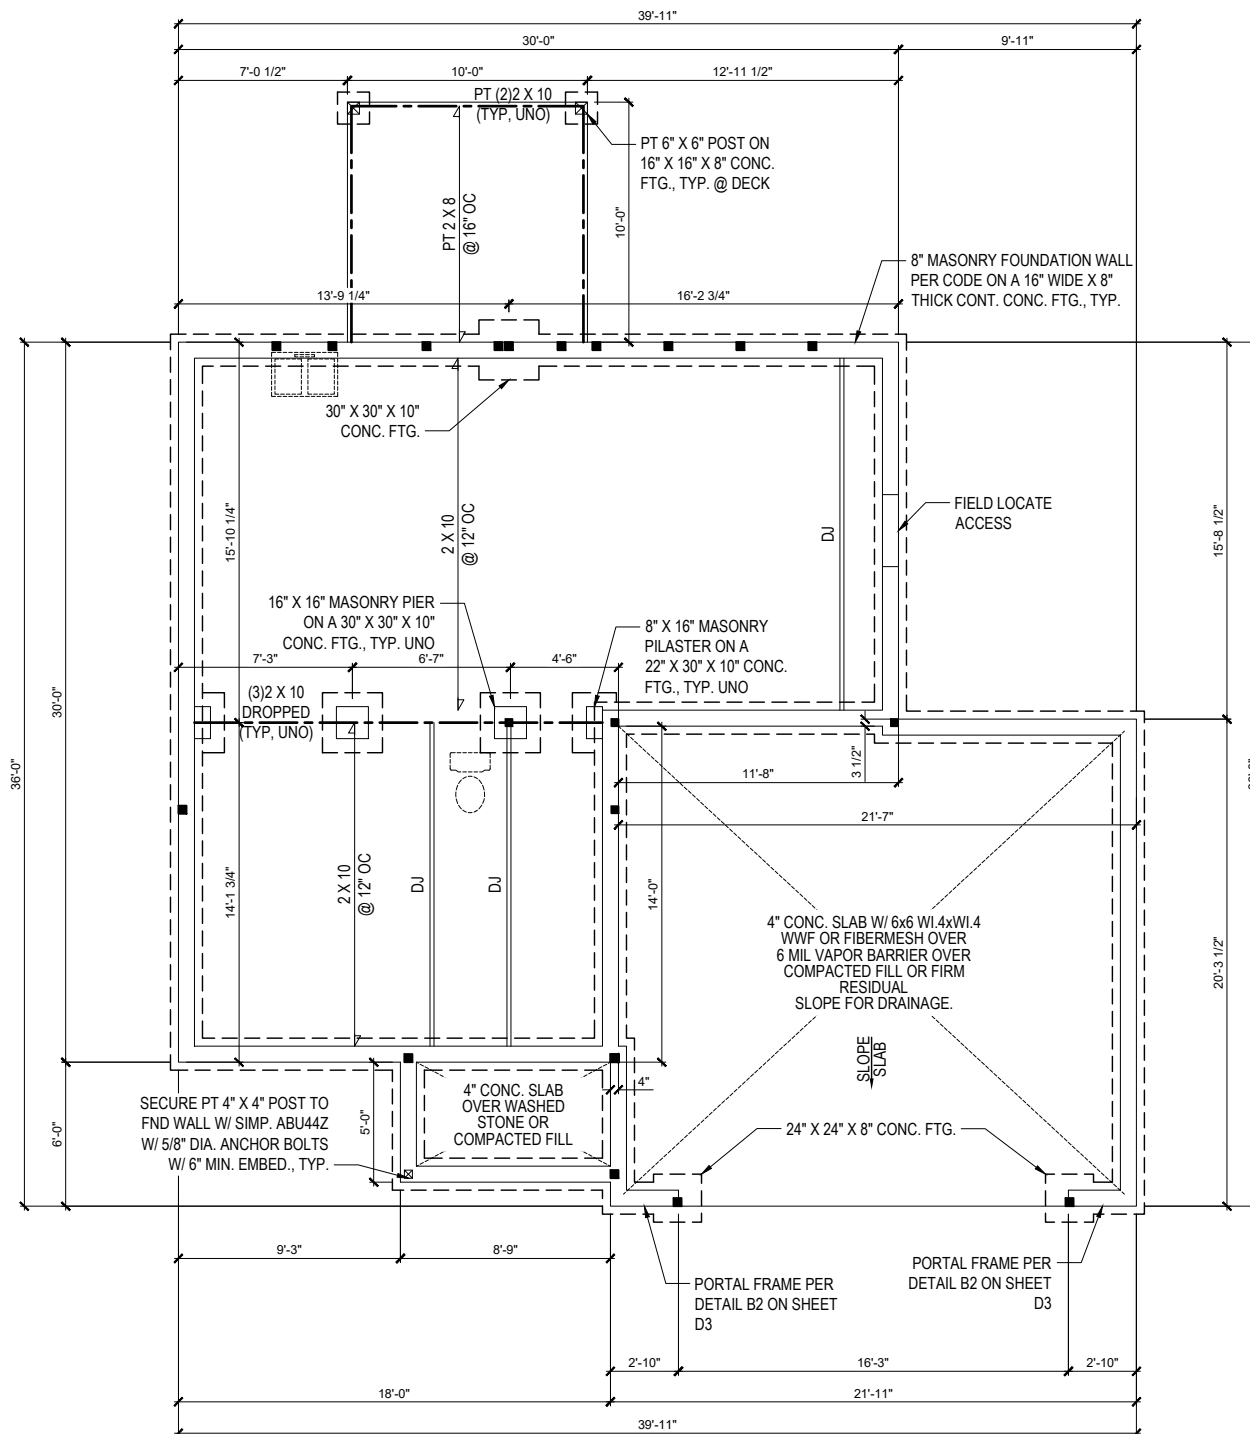 39'-11"
30'-0"
9'-11"
7'-0 1/2"
10'-0"
12'-11 1/2"
PT (2)2 X 10
(TYP, UNO)
PT 6" X 6" POST ON
16" X 16" X 8" CONC.
FTG., TYP. @ DECK
PT 2 X 8
@ 16" OC
10'-0"
8" MASONRY FOUNDATION WALL
PER CODE ON A 16" WIDE X 8"
THICK CONT. CONC. FTG., TYP.
13'-9 1/4"
16'-2 3/4"
30" X 30" X 10"
CONC. FTG.
FIELD LOCATE
ACCESS
15'-10 1/4"
2 X 10
@ 12" OC
DJ
15'-8 1/2"
16" X 16" MASONRY PIER
ON A 30" X 30" X 10"
CONC. FTG., TYP. UNO
8" X 16" MASONRY
PILASTER ON A
22" X 30" X 10" CONC.
FTG., TYP. UNO
7'-3"
6'-7"
4'-6"
(3)2 X 10
DROPPED
(TYP, UNO)
30'-0"
36'-0"
3 1/2"
11'-8"
21'-7"
14'-1 3/4"
2 X 10
@ 12" OC
DJ
DJ
14'-0"
4" CONC. SLAB W/ 6x6 WI.4xWI.4
WWF OR FIBERMESH OVER
6 MIL VAPOR BARRIER OVER
COMPACTED FILL OR FIRM
RESIDUAL
SLOPE FOR DRAINAGE.
20'-3 1/2"
SLOPE
SLAB
4" CONC. SLAB
OVER WASHED
STONE OR
COMPACTED FILL
4"
SECURE PT 4" X 4" POST TO
FND WALL W/ SIMP. ABU44Z
W/ 5/8" DIA. ANCHOR BOLTS
W/ 6" MIN. EMBED., TYP.
5'-0"
6'-0"
24" X 24" X 8" CONC. FTG.
9'-3"
8'-9"
PORTAL FRAME PER
DETAIL B2 ON SHEET
D3
PORTAL FRAME PER
DETAIL B2 ON SHEET
D3
2'-10"
16'-3"
2'-10"
18'-0"
21'-11"
39'-11"